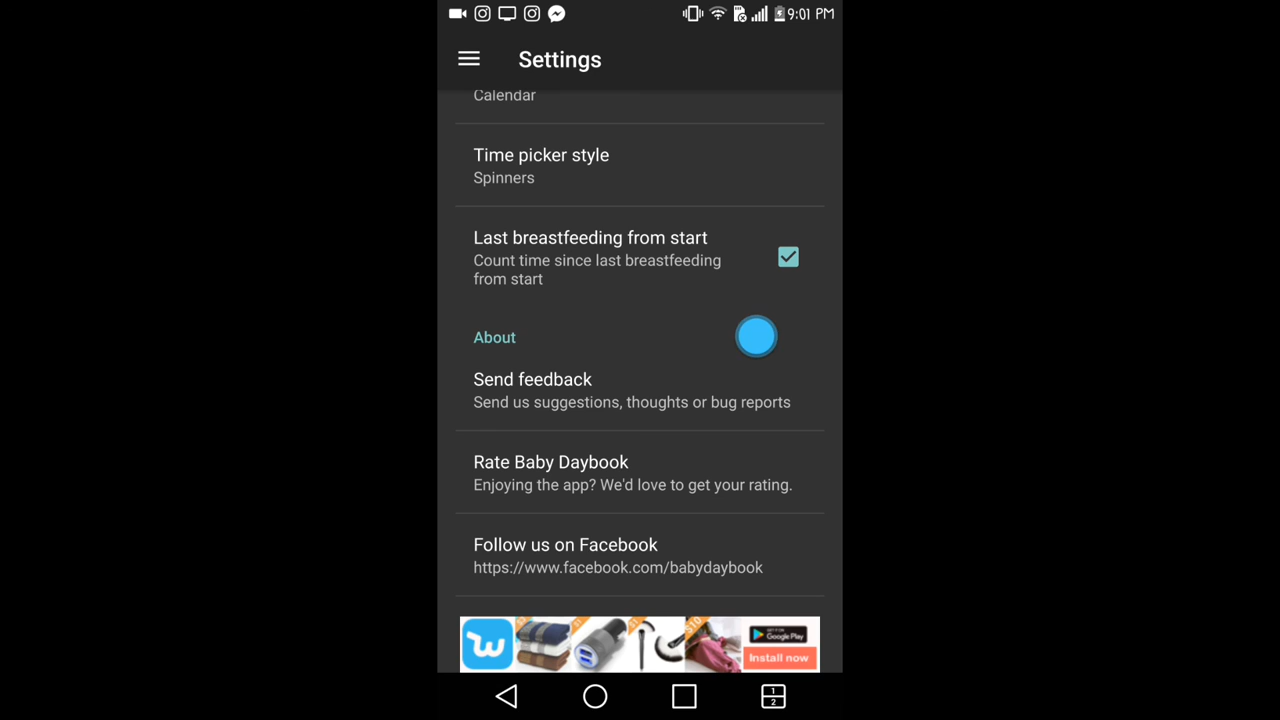 9:01 PM
Settings
Calendar
Time picker style
Spinners
Last breastfeeding from start
Count time since last breastfeeding
from start
About
Send feedback
Send us suggestions, thoughts or bug reports
Rate Baby Daybook
Enjoying the app? We'd love to get your rating.
Follow us on Facebook
https://www.facebook.com/babydaybook
GET IT ON
Google Play
Install now
1
2